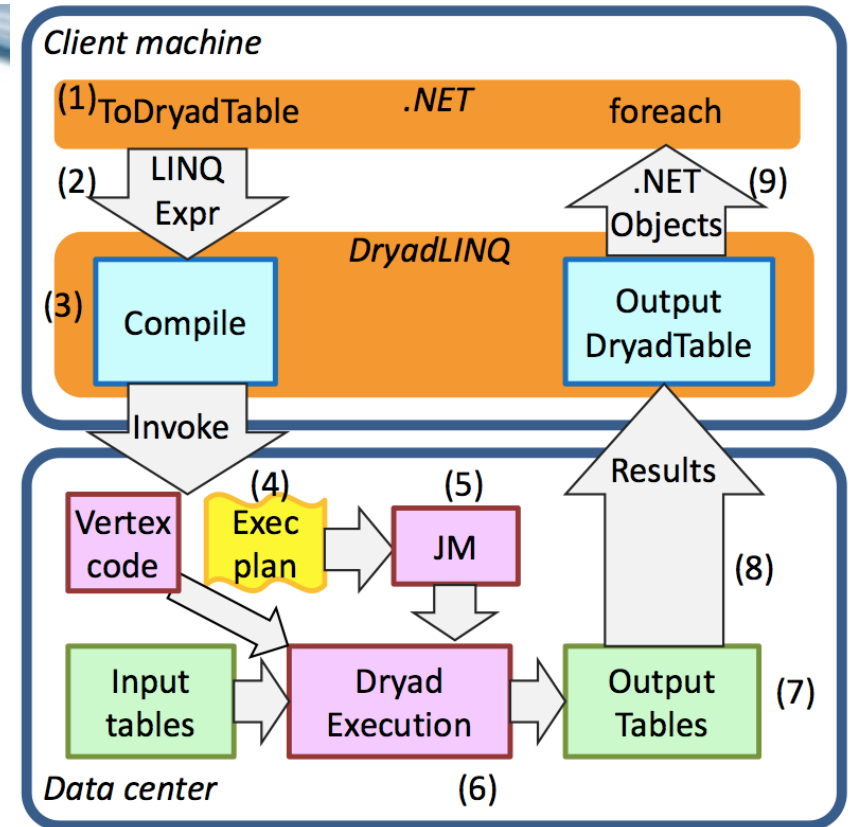 Client machine
(1) ToDryadTable .NET foreach
(2) LINQ
Expr
.NET (9)
Objects
DryadLINQ
(3) Compile
Output
DryadTable
Invoke
Results
Vertex
code
(4)
Exec
plan
(5)
JM
(8)
Input
tables
Dryad
Execution
Output
Tables
(7)
Data center
(6)